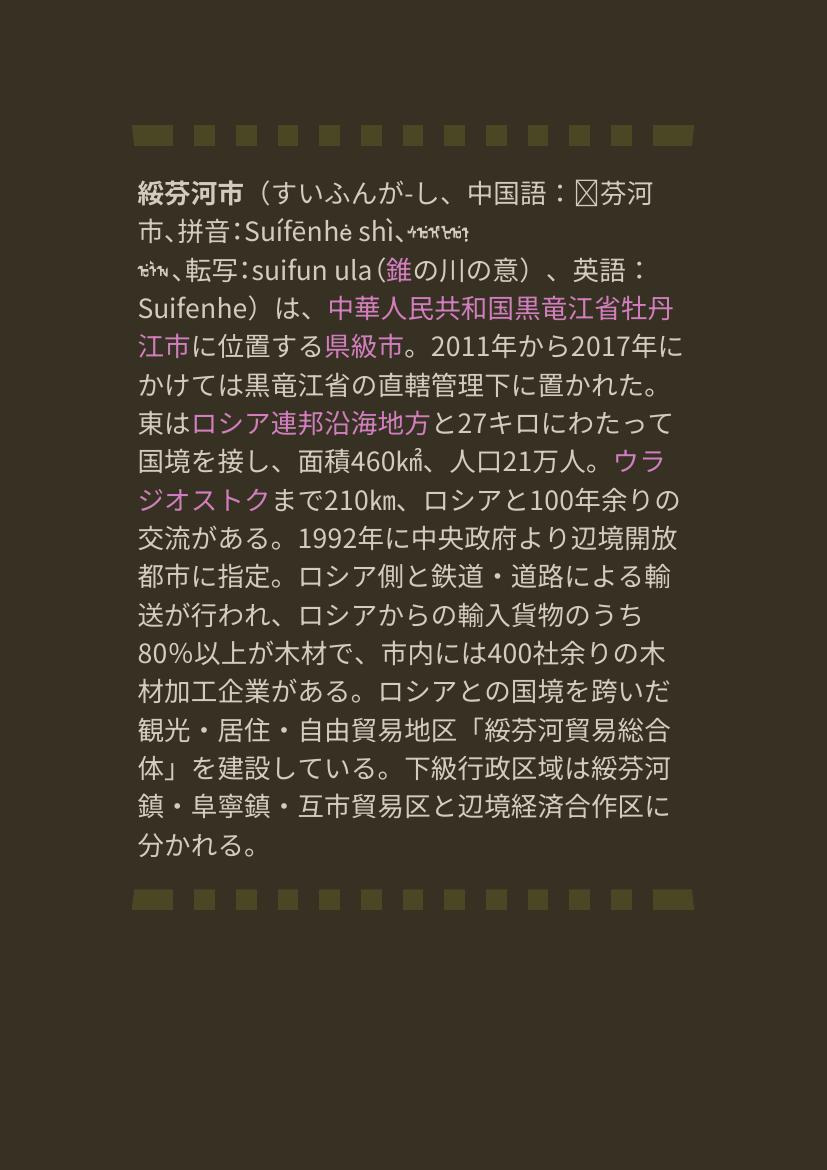 綏芬河市（すいふんが-し、中国語：芬河
市、拼音：Suífēnhė shì、
、転写：suifun ula（錐の川の意）、英語：
Suifenhe）は、中華人民共和国黒竜江省牡丹
江市に位置する県級市。2011年から2017年に
かけては黒竜江省の直轄管理下に置かれた。
東はロシア連邦沿海地方と27キロにわたって
国境を接し、面積460㎢、人口21万人。ウラ
ジオストクまで210㎞、ロシアと100年余りの
交流がある。1992年に中央政府より辺境開放
都市に指定。ロシア側と鉄道・道路による輸
送が行われ、ロシアからの輸入貨物のうち
80％以上が木材で、市内には400社余りの木
材加工企業がある。ロシアとの国境を跨いだ
観光・居住・自由貿易地区「綏芬河貿易総合
体」を建設している。下級行政区域は綏芬河
鎮・阜寧鎮・互市貿易区と辺境経済合作区に
分かれる。